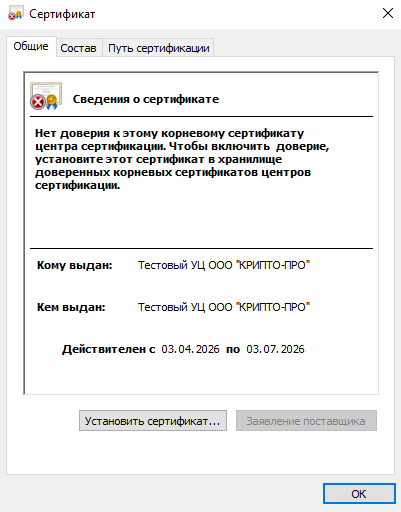 Сертификат
Общие Состав Путь сертификации
Сведения о сертификате
Нет доверия к этому корневому сертификату
центра сертификации. Чтобы включить доверие,
установите этот сертификат в хранилище
доверенных корневых сертификатов центров
сертификации.
Кому выдан: Тестовый УЦ ООО "КРИПТО-ПРО"
Кем выдан: Тестовый УЦ ООО "КРИПТО-ПРО"
Действителен с 03.04.2026 по 03.07.2026
Установить сертификат... Заявление поставщика
ОК